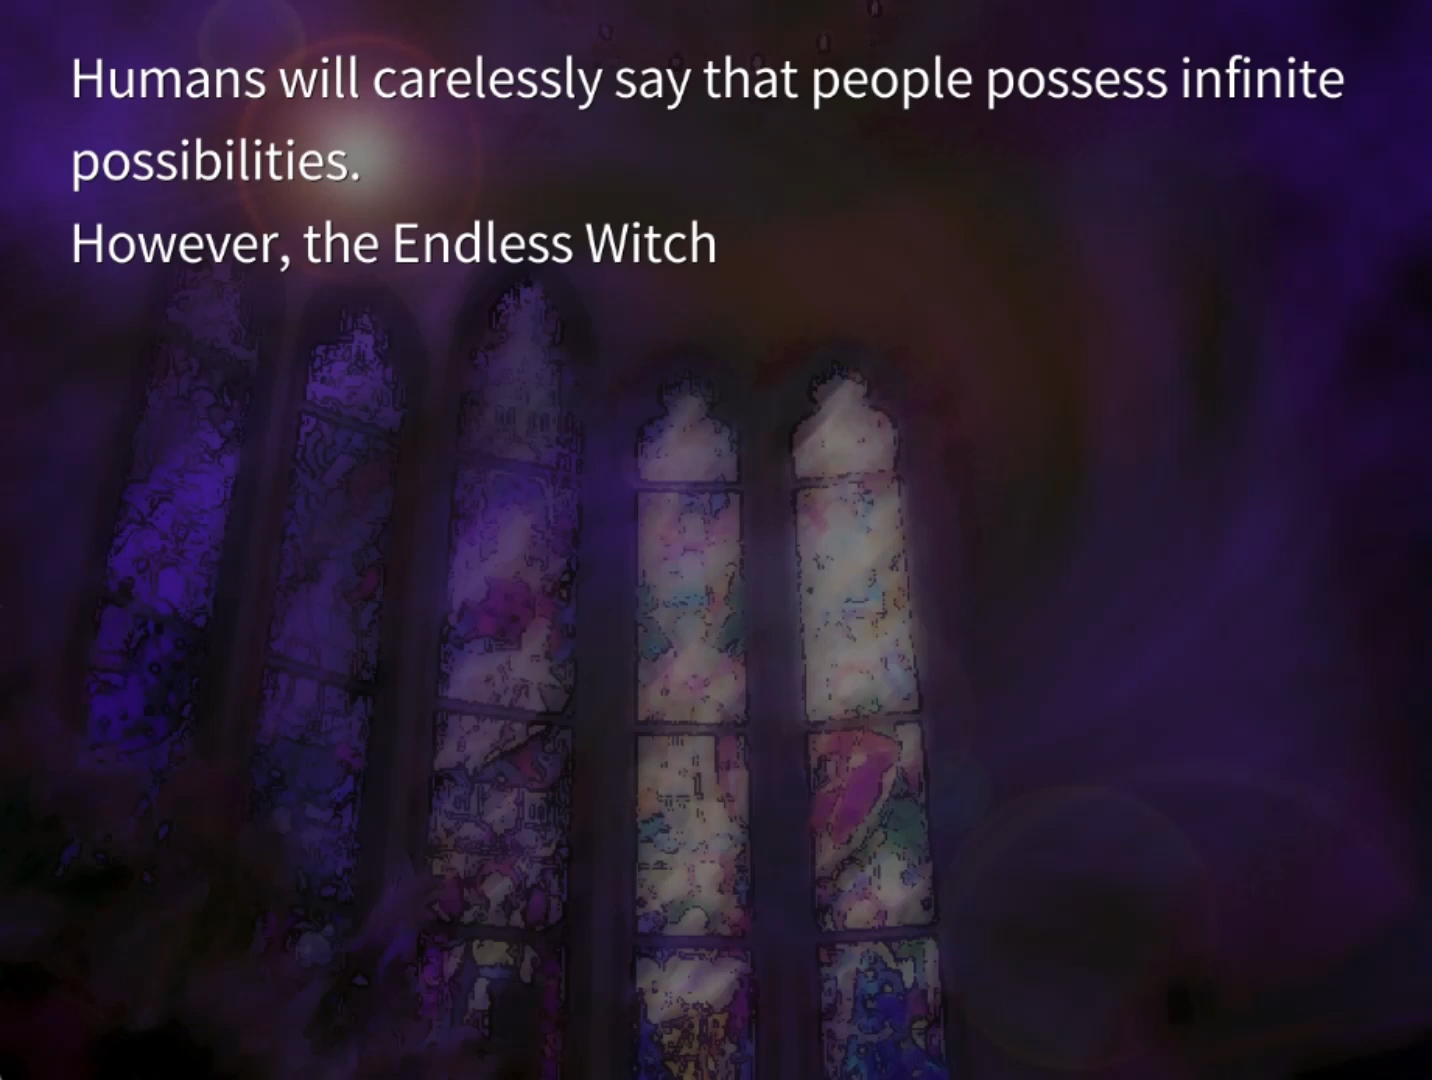 Humans will carelessly say that people possess infinite
possibilities.
However, the Endless Witch